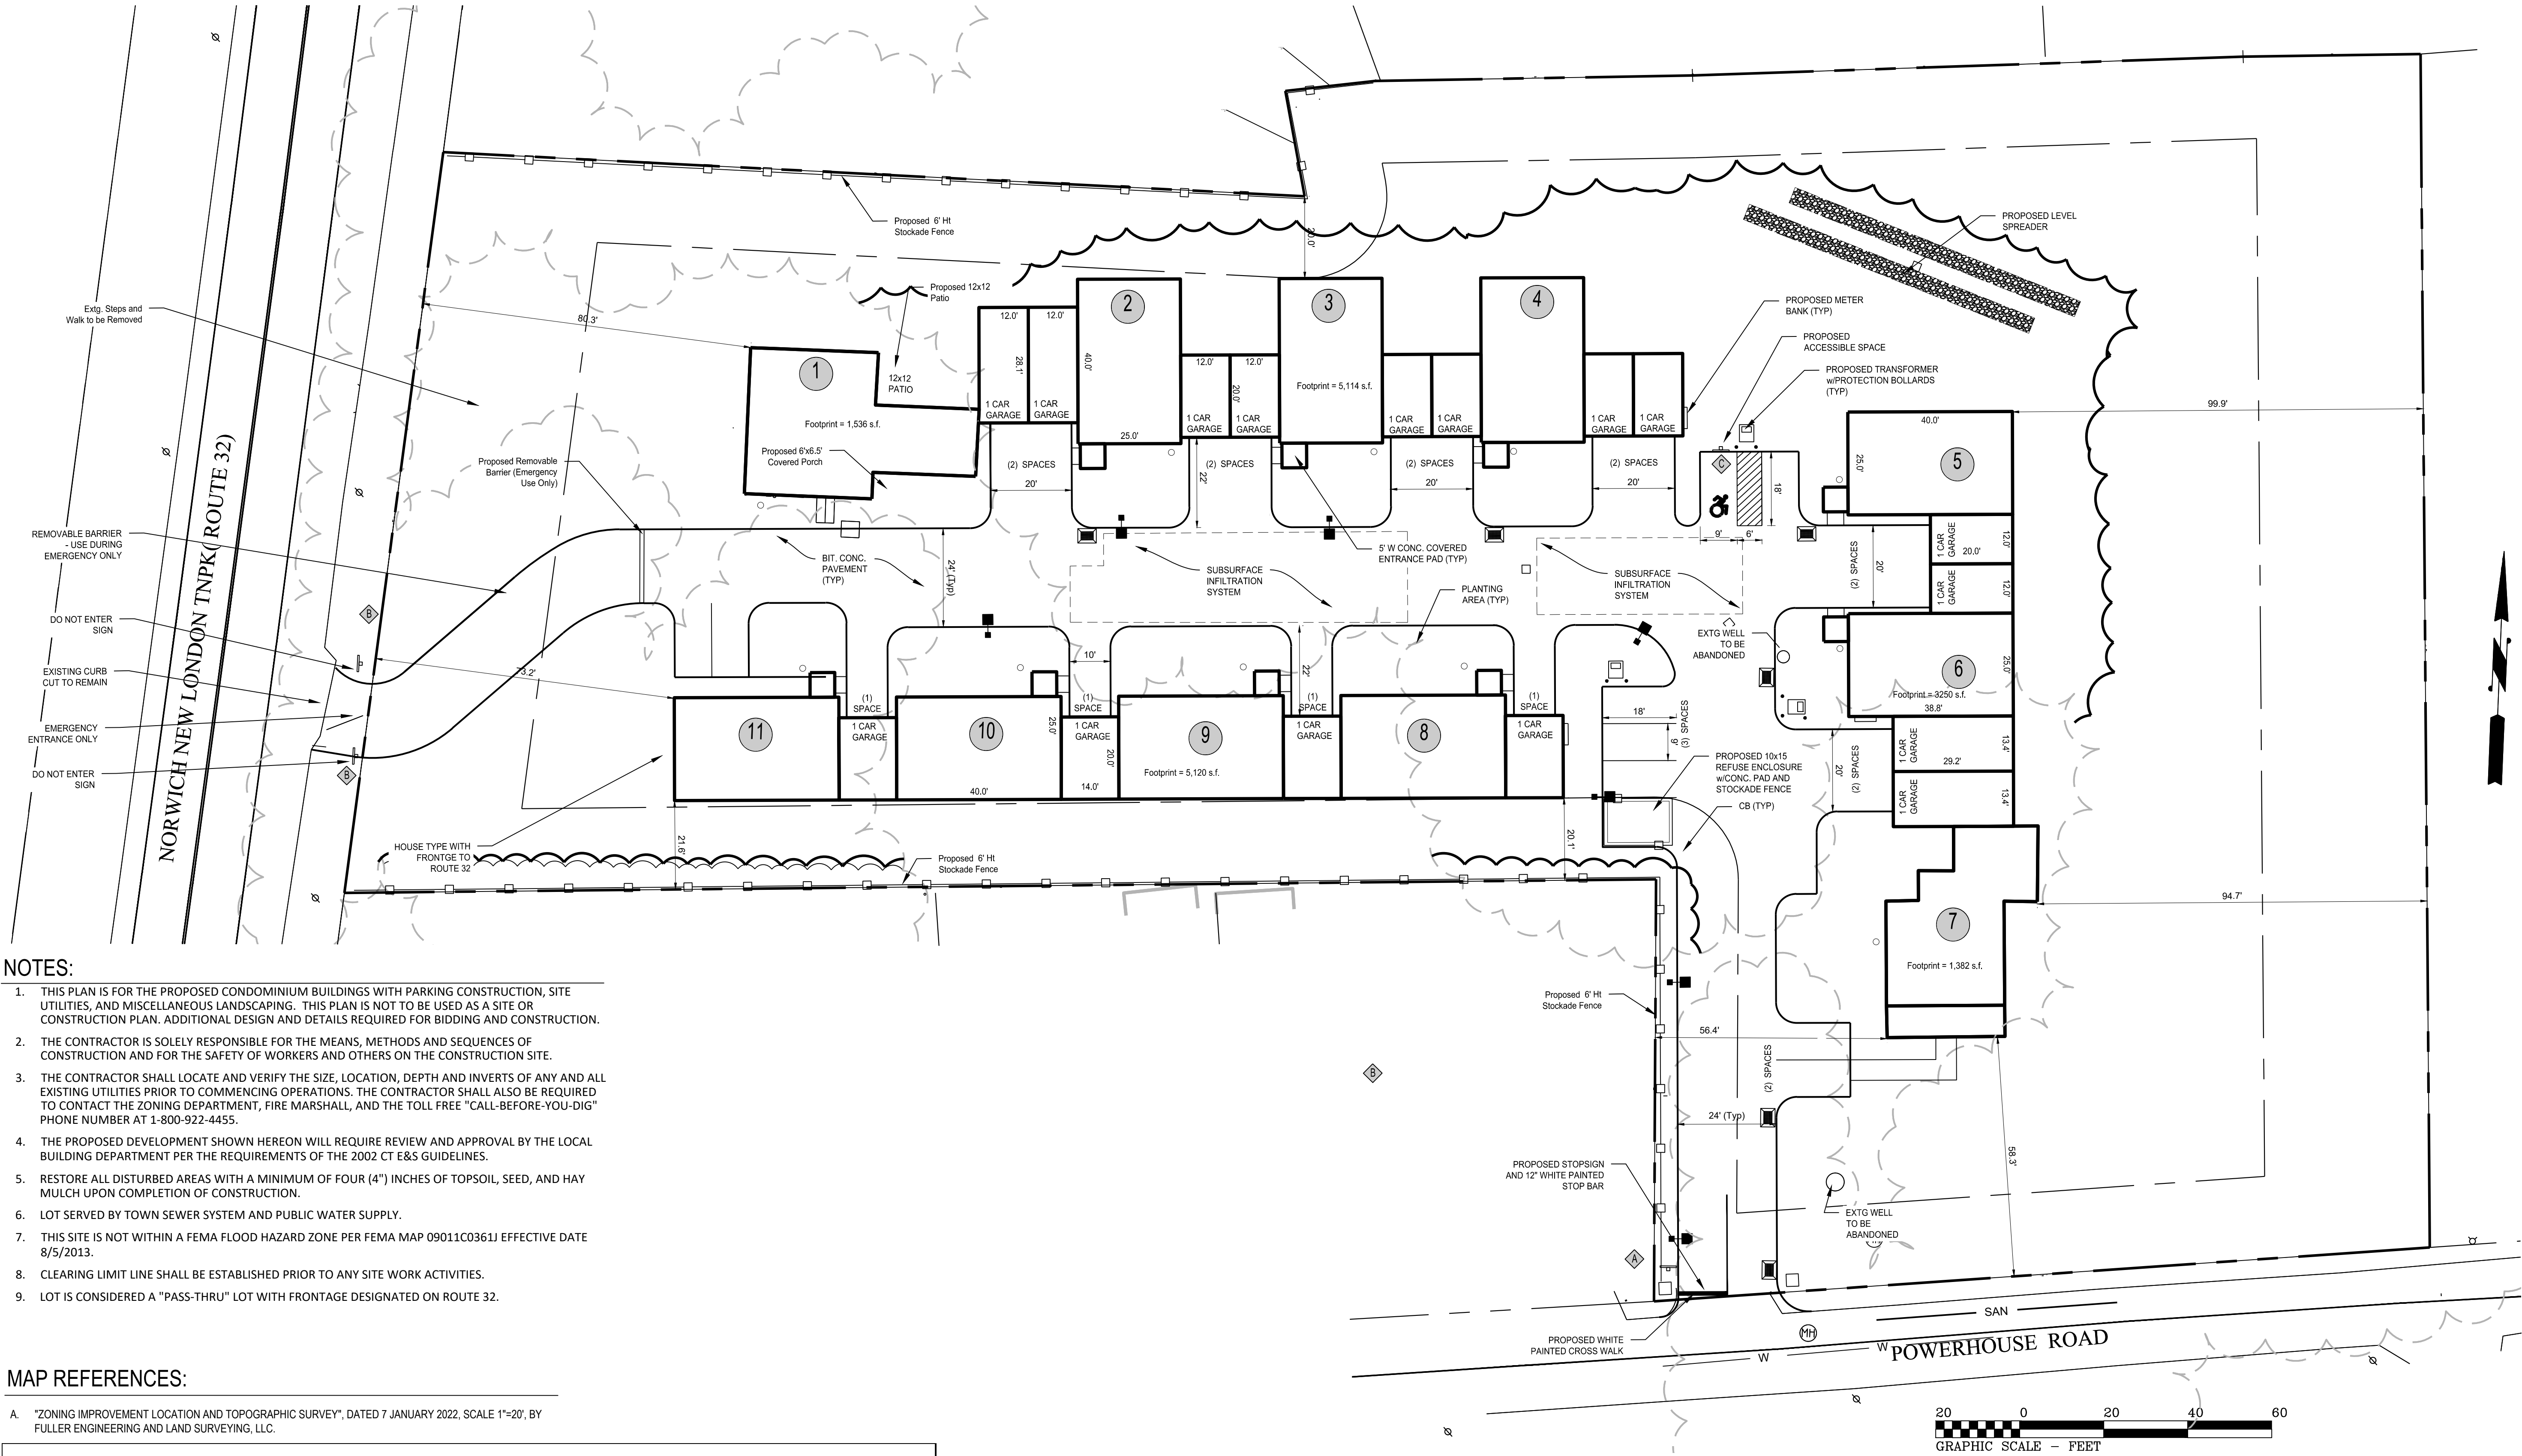 Extg. Steps and
Walk to be Removed
REMOVABLE BARRIER
- USE DURING
EMERGENCY ONLY
DO NOT ENTER
SIGN
EXISTING CURB
CUT TO REMAIN
EMERGENCY
ENTRANCE ONLY
DO NOT ENTER
SIGN
NORWICH NEW LONDON TNPK( ROUTE 32)
B
B
80.3'
73.2'
Proposed 6' Ht
Stockade Fence
Proposed Removable
Barrier (Emergency
Use Only)
Proposed 12x12
Patio
12x12
PATIO
1
Footprint = 1,536 s.f.
Proposed 6'x6.5'
Covered Porch
12.0'
12.0'
28.1'
1 CAR
GARAGE
1 CAR
GARAGE
2
40.0'
25.0'
12.0'
12.0'
20.0'
1 CAR
GARAGE
1 CAR
GARAGE
20.0'
3
Footprint = 5,114 s.f.
1 CAR
GARAGE
1 CAR
GARAGE
4
1 CAR
GARAGE
1 CAR
GARAGE
(2) SPACES
20'
(2) SPACES
22'
(2) SPACES
20'
(2) SPACES
20'
PROPOSED LEVEL
SPREADER
PROPOSED METER
BANK (TYP)
PROPOSED
ACCESSIBLE SPACE
PROPOSED TRANSFORMER
w/PROTECTION BOLLARDS
(TYP)
C
18'
9'
6'
99.9'
40.0'
25.0'
5
1 CAR
GARAGE
20.0'
12.0'
1 CAR
GARAGE
12.0'
(2) SPACES
20'
BIT. CONC.
PAVEMENT
(TYP)
24' (Typ)
SUBSURFACE
INFILTRATION
SYSTEM
5' W CONC. COVERED
ENTRANCE PAD (TYP)
PLANTING
AREA (TYP)
SUBSURFACE
INFILTRATION
SYSTEM
EXTG WELL
TO BE
ABANDONED
6
25.0'
Footprint = 3250 s.f.
38.8'
1 CAR
GARAGE
13.4'
29.2'
1 CAR
GARAGE
13.4'
(2) SPACES
20'
10'
22'
(1)
SPACE
(1)
SPACE
(1)
SPACE
(1)
SPACE
11
1 CAR
GARAGE
10
25.0'
40.0'
1 CAR
GARAGE
20.0'
14.0'
9
Footprint = 5,120 s.f.
1 CAR
GARAGE
8
1 CAR
GARAGE
18'
9'
(3) SPACES
PROPOSED 10x15
REFUSE ENCLOSURE
w/CONC. PAD AND
STOCKADE FENCE
CB (TYP)
HOUSE TYPE WITH
FRONTGE TO
ROUTE 32
21.6'
20.1'
Proposed 6' Ht
Stockade Fence
94.7'
7
Footprint = 1,382 s.f.
Proposed 6' Ht
Stockade Fence
56.4'
(2) SPACES
24' (Typ)
B
58.3'
PROPOSED STOPSIGN
AND 12" WHITE PAINTED
STOP BAR
EXTG WELL
TO BE
ABANDONED
A
PROPOSED WHITE
PAINTED CROSS WALK
SAN
MH
W
W
POWERHOUSE ROAD
N
20 0 20 40 60
GRAPHIC SCALE - FEET
NOTES:
1. THIS PLAN IS FOR THE PROPOSED CONDOMINIUM BUILDINGS WITH PARKING CONSTRUCTION, SITE
UTILITIES, AND MISCELLANEOUS LANDSCAPING. THIS PLAN IS NOT TO BE USED AS A SITE OR
CONSTRUCTION PLAN. ADDITIONAL DESIGN AND DETAILS REQUIRED FOR BIDDING AND CONSTRUCTION.
2. THE CONTRACTOR IS SOLELY RESPONSIBLE FOR THE MEANS, METHODS AND SEQUENCES OF
CONSTRUCTION AND FOR THE SAFETY OF WORKERS AND OTHERS ON THE CONSTRUCTION SITE.
3. THE CONTRACTOR SHALL LOCATE AND VERIFY THE SIZE, LOCATION, DEPTH AND INVERTS OF ANY AND ALL
EXISTING UTILITIES PRIOR TO COMMENCING OPERATIONS. THE CONTRACTOR SHALL ALSO BE REQUIRED
TO CONTACT THE ZONING DEPARTMENT, FIRE MARSHALL, AND THE TOLL FREE "CALL-BEFORE-YOU-DIG"
PHONE NUMBER AT 1-800-922-4455.
4. THE PROPOSED DEVELOPMENT SHOWN HEREON WILL REQUIRE REVIEW AND APPROVAL BY THE LOCAL
BUILDING DEPARTMENT PER THE REQUIREMENTS OF THE 2002 CT E&S GUIDELINES.
5. RESTORE ALL DISTURBED AREAS WITH A MINIMUM OF FOUR (4") INCHES OF TOPSOIL, SEED, AND HAY
MULCH UPON COMPLETION OF CONSTRUCTION.
6. LOT SERVED BY TOWN SEWER SYSTEM AND PUBLIC WATER SUPPLY.
7. THIS SITE IS NOT WITHIN A FEMA FLOOD HAZARD ZONE PER FEMA MAP 09011C0361J EFFECTIVE DATE
8/5/2013.
8. CLEARING LIMIT LINE SHALL BE ESTABLISHED PRIOR TO ANY SITE WORK ACTIVITIES.
9. LOT IS CONSIDERED A "PASS-THRU" LOT WITH FRONTAGE DESIGNATED ON ROUTE 32.
MAP REFERENCES:
A. "ZONING IMPROVEMENT LOCATION AND TOPOGRAPHIC SURVEY", DATED 7 JANUARY 2022, SCALE 1"=20', BY
FULLER ENGINEERING AND LAND SURVEYING, LLC.